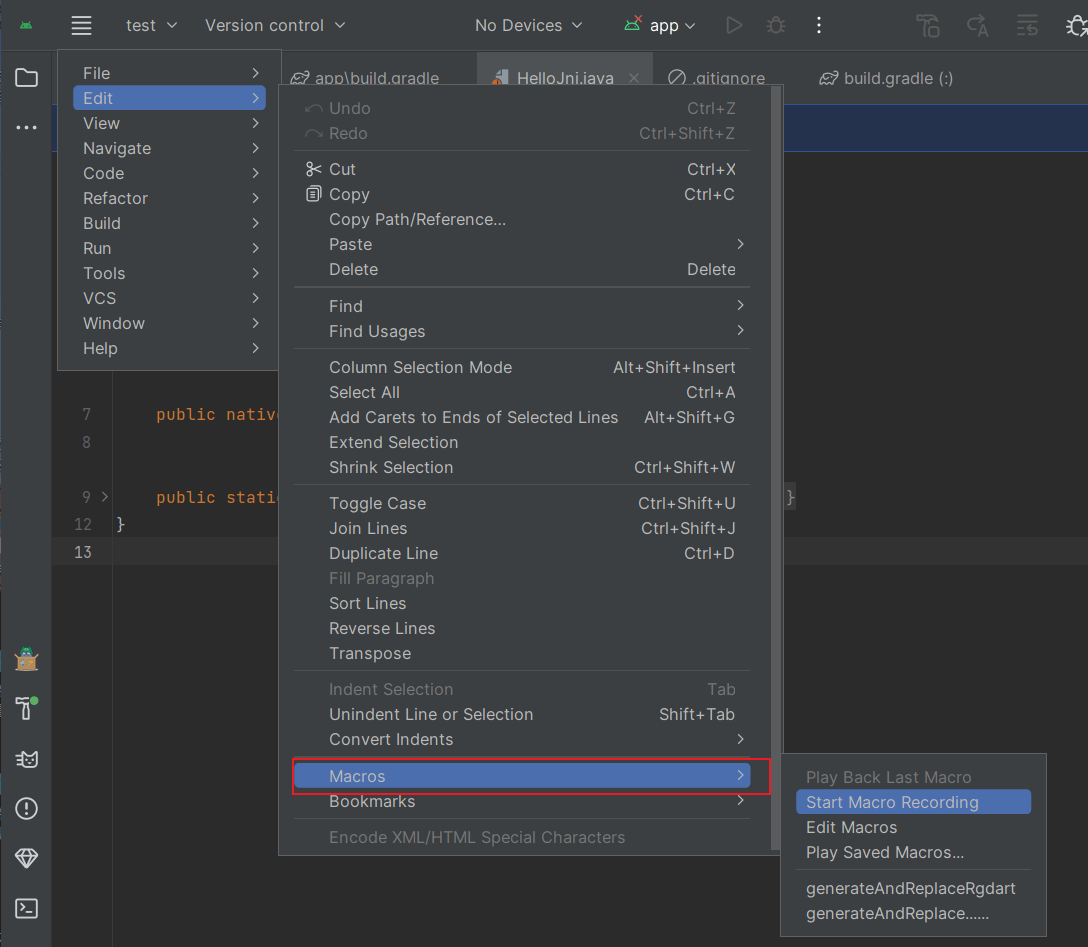 test Version control No Devices app
app\build.gradle HelloJni.java .gitignore build.gradle (:)
File
Edit
View
Navigate
Code
Refactor
Build
Run
Tools
VCS
Window
Help
Undo Ctrl+Z
Redo Ctrl+Shift+Z
Cut Ctrl+X
Copy Ctrl+C
Copy Path/Reference...
Paste
Delete Delete
Find
Find Usages
Column Selection Mode Alt+Shift+Insert
Select All Ctrl+A
Add Carets to Ends of Selected Lines Alt+Shift+G
Extend Selection
Shrink Selection Ctrl+Shift+W
Toggle Case Ctrl+Shift+U
Join Lines Ctrl+Shift+J
Duplicate Line Ctrl+D
Fill Paragraph
Sort Lines
Reverse Lines
Transpose
Indent Selection Tab
Unindent Line or Selection Shift+Tab
Convert Indents
Macros
Bookmarks
Encode XML/HTML Special Characters
Play Back Last Macro
Start Macro Recording
Edit Macros
Play Saved Macros...
generateAndReplaceRgdart
generateAndReplace......
7 public nativ
8
9 public stati }
12 }
13